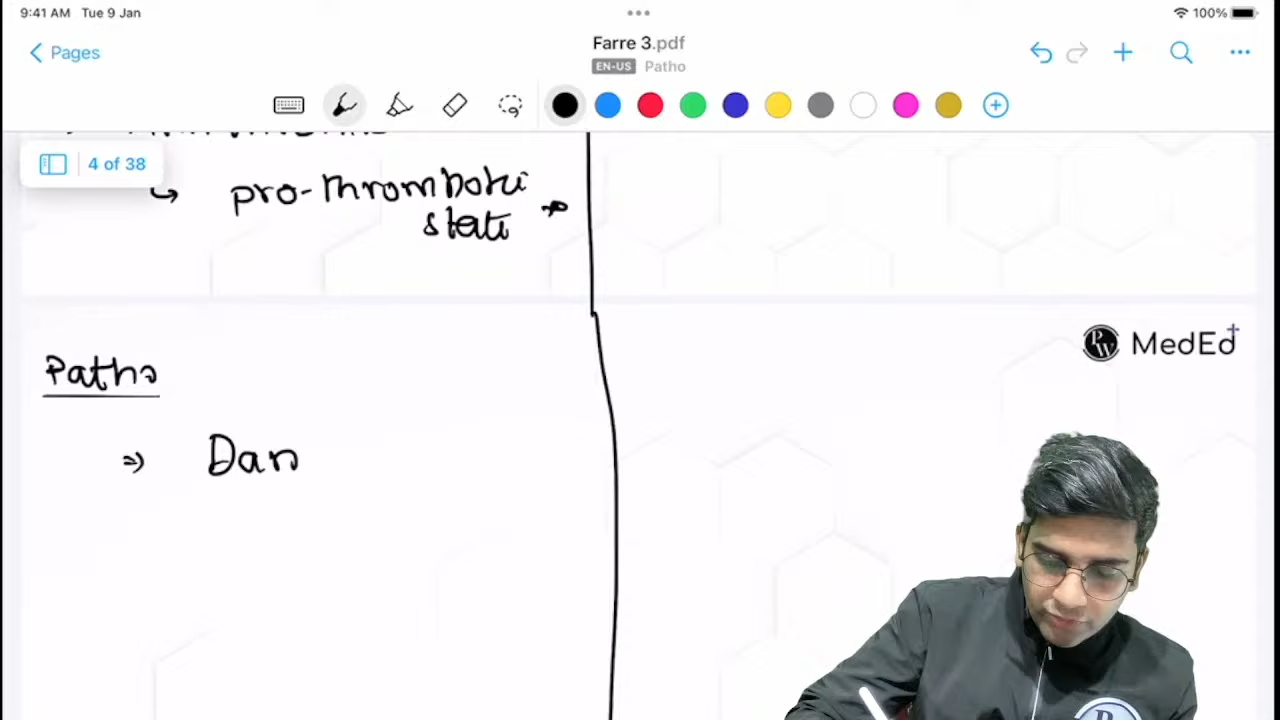 9:41 AM Tue 9 Jan
100%
Pages
Farre 3.pdf
EN-US Patho
4 of 38
pro-thrombotic
state
PW MedEd
Patho
⇒ Dan